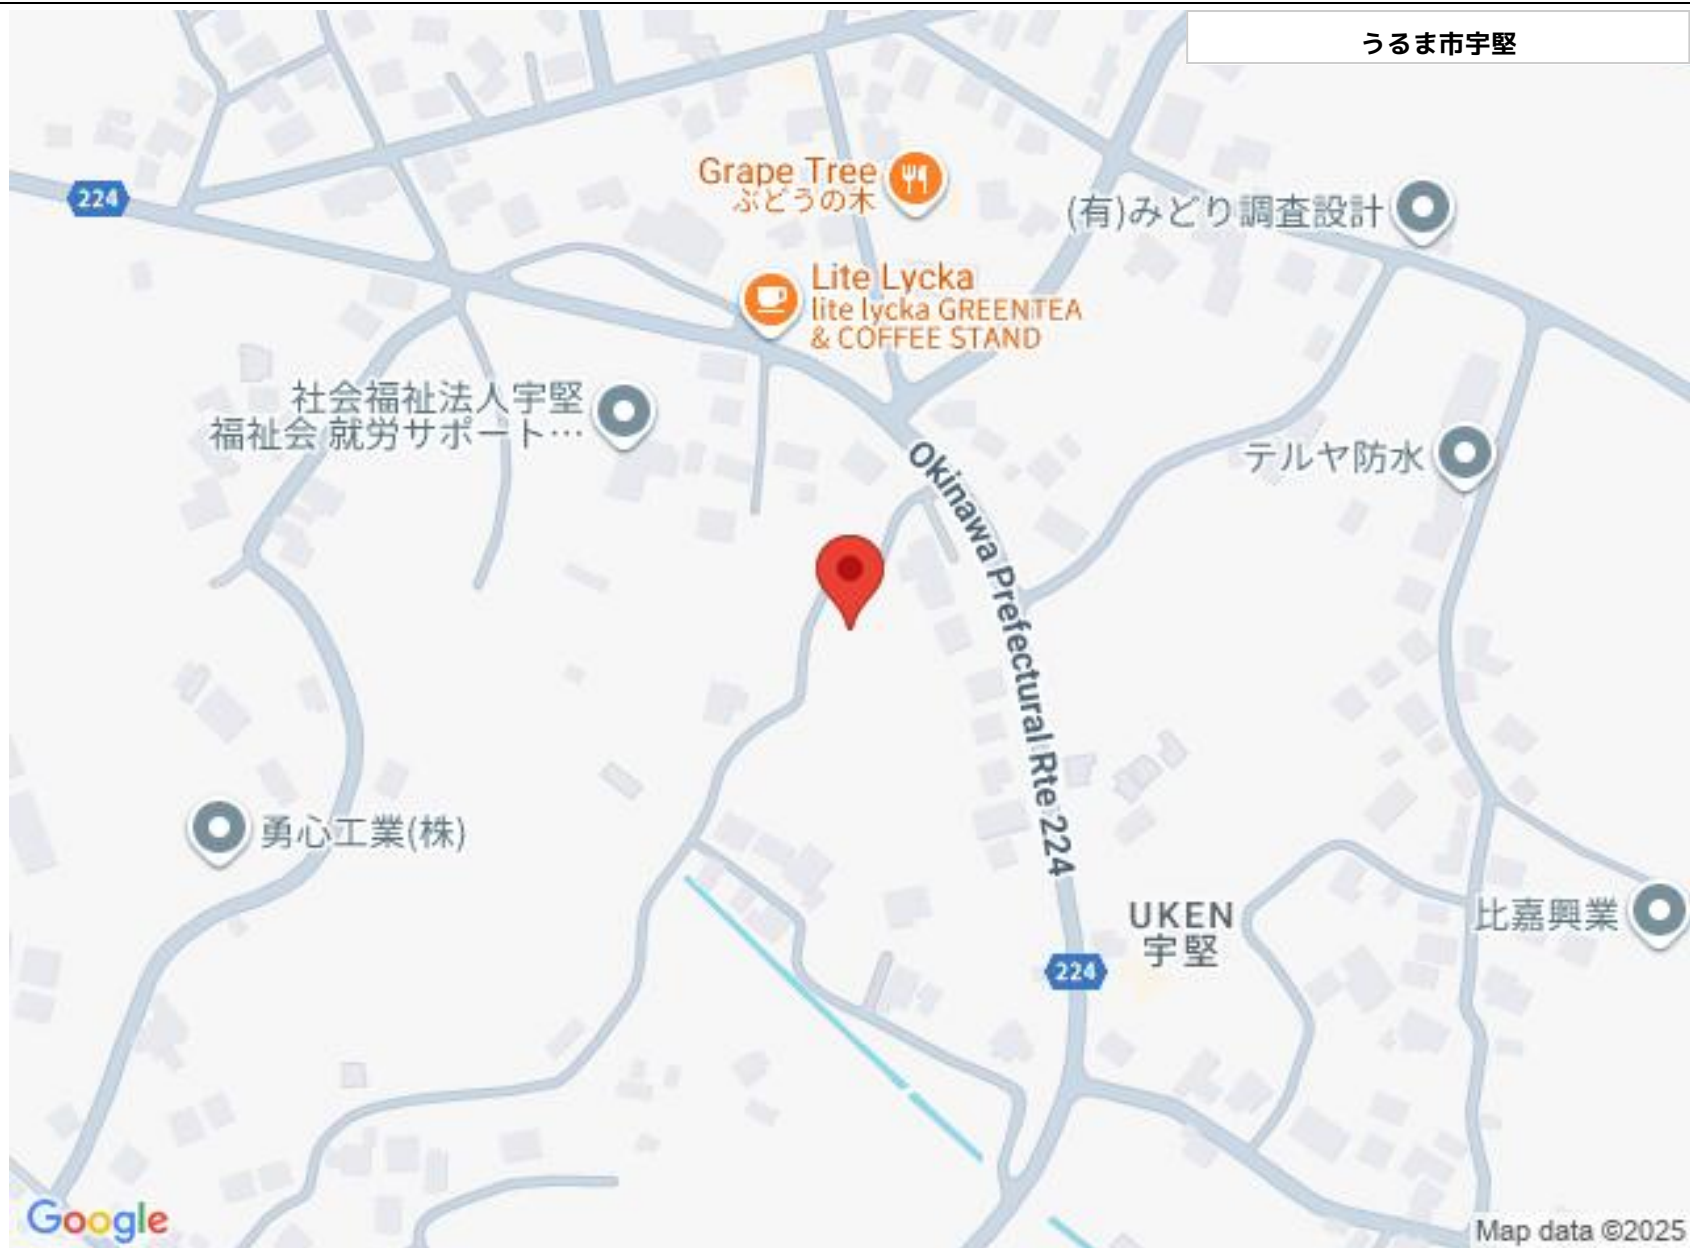 うるま市宇堅
224
Grape Tree
ぶどうの木
(有)みどり調査設計
Lite Lycka
lite lycka GREENTEA
& COFFEE STAND
社会福祉法人宇堅
福祉会 就労サポート…
Okinawa Prefectural Rte 224
テルヤ防水
勇心工業(株)
UKEN
宇堅
比嘉興業
224
Google
Map data ©2025